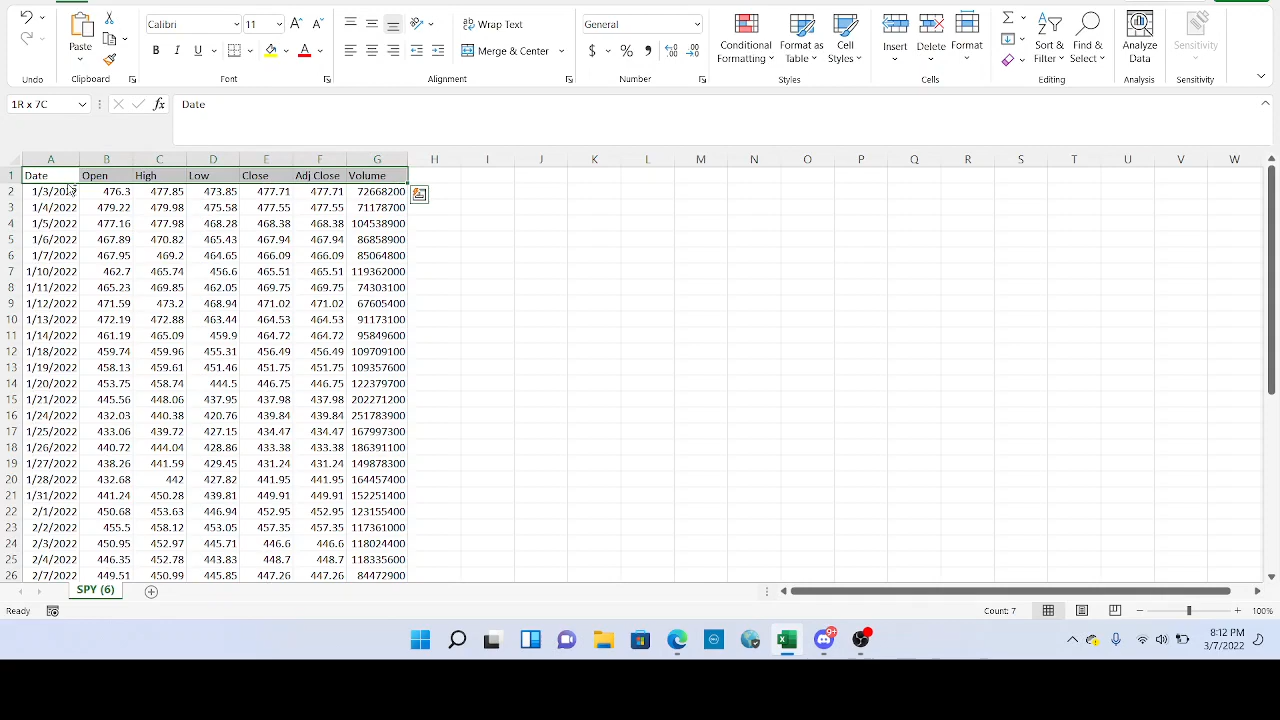 Calibri 11 Wrap Text General
Paste B I U Merge & Center $ % Conditional Formatting Format as Table Cell Styles Insert Delete Format Sort & Filter Find & Select Analyze Data Sensitivity
Undo Clipboard Font Alignment Number Styles Cells Editing Analysis Sensitivity
1R x 7C fx Date
A B C D E F G H I J K L M N O P Q R S T U V W
1 Date Open High Low Close Adj Close Volume
2 1/3/2022 476.3 477.85 473.85 477.71 477.71 72668200
3 1/4/2022 479.22 479.98 475.58 477.55 477.55 71178700
4 1/5/2022 477.16 477.98 468.28 468.38 468.38 104538900
5 1/6/2022 467.89 470.82 465.43 467.94 467.94 86858900
6 1/7/2022 467.95 469.2 464.65 466.09 466.09 85064800
7 1/10/2022 462.7 465.74 456.6 465.51 465.51 119362000
8 1/11/2022 465.23 469.85 462.05 469.75 469.75 74303100
9 1/12/2022 471.59 473.2 468.94 471.02 471.02 67605400
10 1/13/2022 472.19 472.88 463.44 464.53 464.53 91173100
11 1/14/2022 461.19 465.09 459.9 464.72 464.72 95849600
12 1/18/2022 459.74 459.96 455.31 456.49 456.49 109709100
13 1/19/2022 458.13 459.61 451.46 451.75 451.75 109357600
14 1/20/2022 453.75 458.74 444.5 446.75 446.75 122379700
15 1/21/2022 445.56 448.06 437.95 437.98 437.98 202271200
16 1/24/2022 432.03 440.38 420.76 439.84 439.84 251783900
17 1/25/2022 433.06 439.72 427.15 434.47 434.47 167997300
18 1/26/2022 440.72 444.04 428.86 433.38 433.38 186391100
19 1/27/2022 438.26 441.59 429.45 431.24 431.24 149878300
20 1/28/2022 432.68 442 427.82 441.95 441.95 164457400
21 1/31/2022 441.24 450.28 439.81 449.91 449.91 152251400
22 2/1/2022 450.68 453.63 446.94 452.95 452.95 123155400
23 2/2/2022 455.5 458.12 453.05 457.35 457.35 117361000
24 2/3/2022 450.95 452.97 445.71 446.6 446.6 118024400
25 2/4/2022 446.35 452.78 443.83 448.7 448.7 118335600
26 2/7/2022 449.51 450.99 445.85 447.26 447.26 84472900
SPY (6)
Ready Count: 7 100%
8:12 PM
3/7/2022